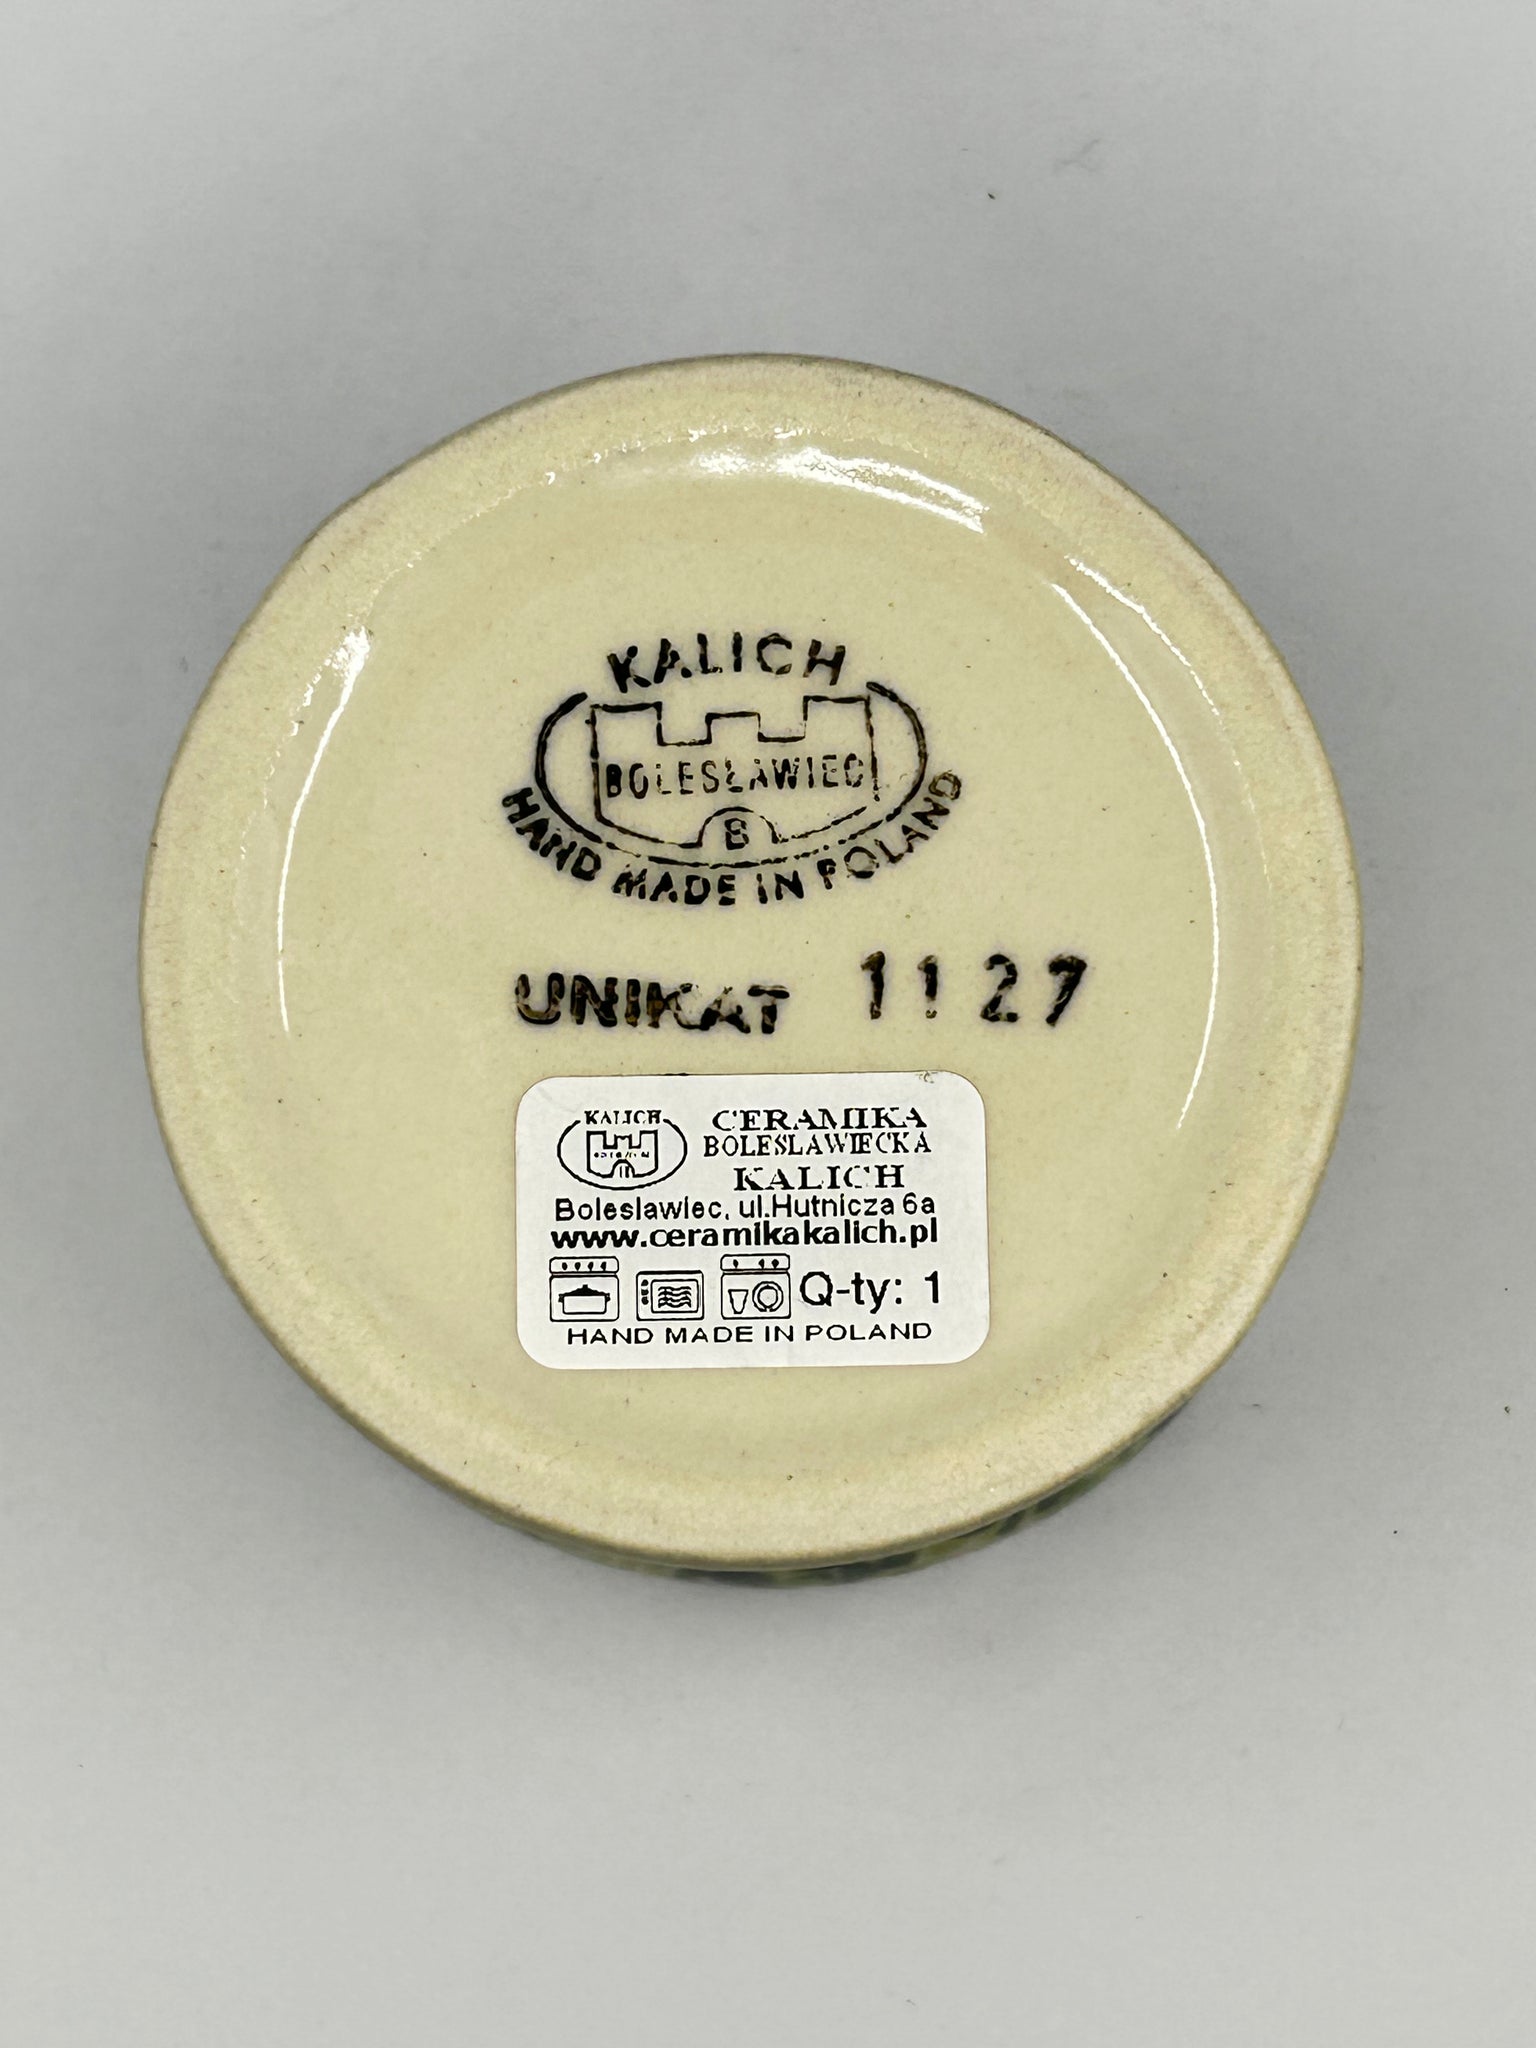 KALICH
BOLESŁAWIEC
B
HAND MADE IN POLAND
UNIKAT 1127
KALICH
CERAMIKA
BOLESLAWIECKA
KALICH
Boleslawiec, ul.Hutnicza 6a
www.ceramikakalich.pl
Q-ty: 1
HAND MADE IN POLAND